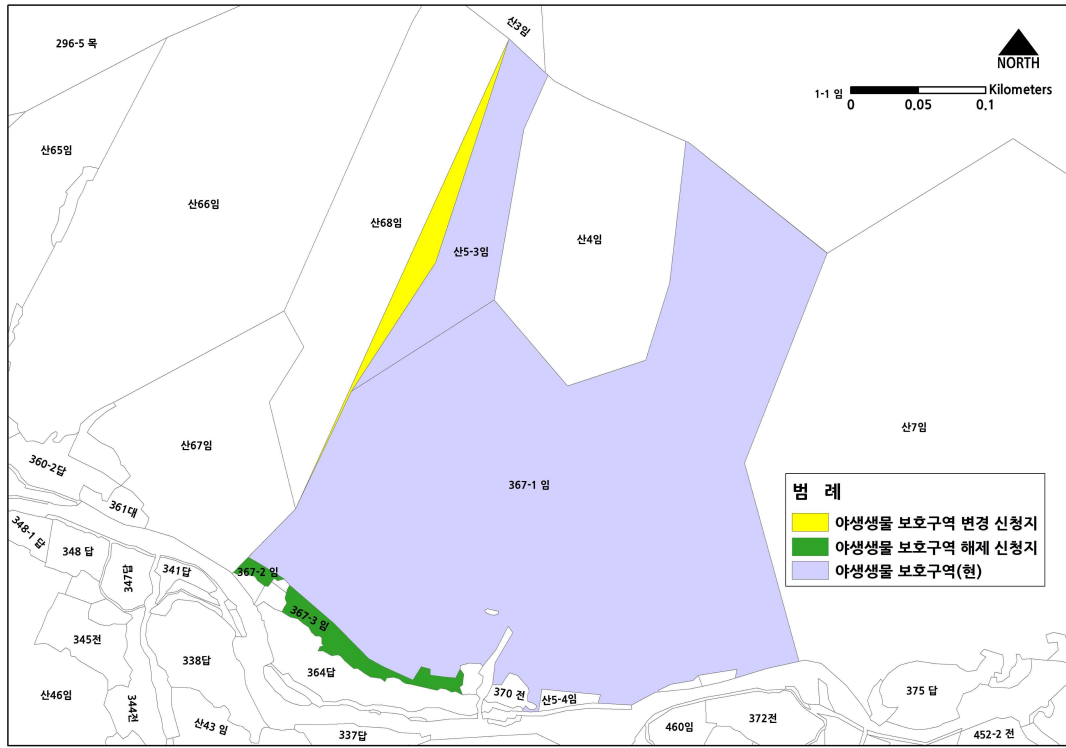 산3임
296-5 목
NORTH
1-1 임
Kilometers
0 0.05 0.1
산65임
산66임
산68임
산5-3임
산4임
산67임
산7임
360-2답
361대
367-1 임
범 례
야생생물 보호구역 변경 신청지
야생생물 보호구역 해제 신청지
야생생물 보호구역(현)
348-1 답
348 답
347답
341답
367-2 임
367-3 임
345전
338답
364답
370 전
산5-4임
375 답
산46임
344전
산43 임
337답
460임
372전
452-2 전